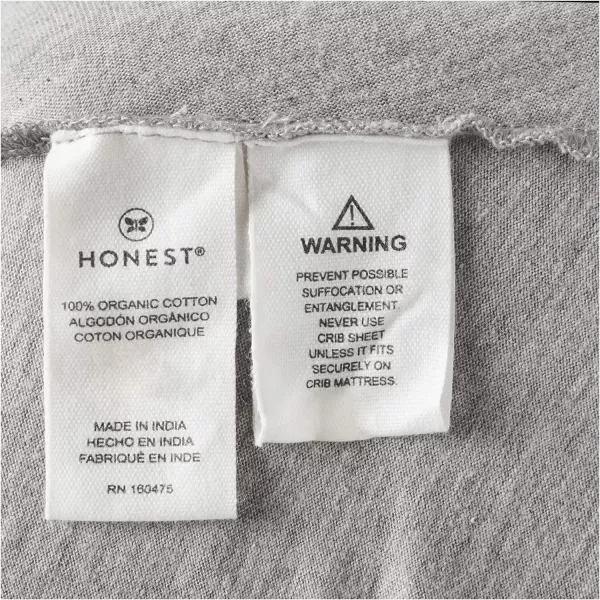 HONEST®
100% ORGANIC COTTON
ALGODÓN ORGÁNICO
COTON ORGANIQUE
MADE IN INDIA
HECHO EN INDIA
FABRIQUÉ EN INDE
RN 160475
WARNING
PREVENT POSSIBLE
SUFFOCATION OR
ENTANGLEMENT.
NEVER USE
CRIB SHEET
UNLESS IT FITS
SECURELY ON
CRIB MATTRESS.